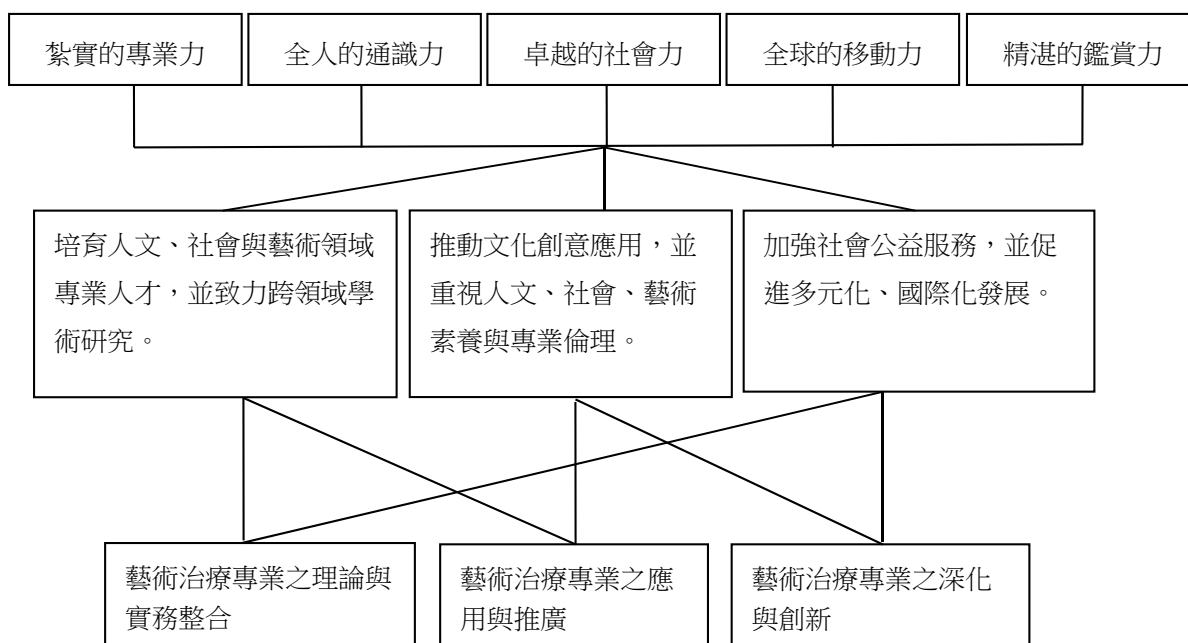 紮實的專業力
全人的通識力
卓越的社會力
全球的移動力
精湛的鑑賞力
培育人文、社會與藝術領域
專業人才，並致力跨領域學
術研究。
推動文化創意應用，並
重視人文、社會、藝術
素養與專業倫理。
加強社會公益服務，並促
進多元化、國際化發展。
藝術治療專業之理論與
實務整合
藝術治療專業之應
用與推廣
藝術治療專業之深化
與創新